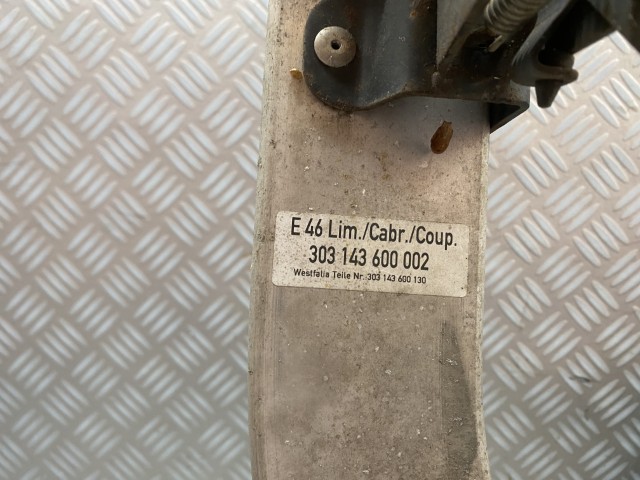 E 46 Lim./Cabr./Coup.
303 143 600 002
Westfalia Teile Nr. 303 143 600 130